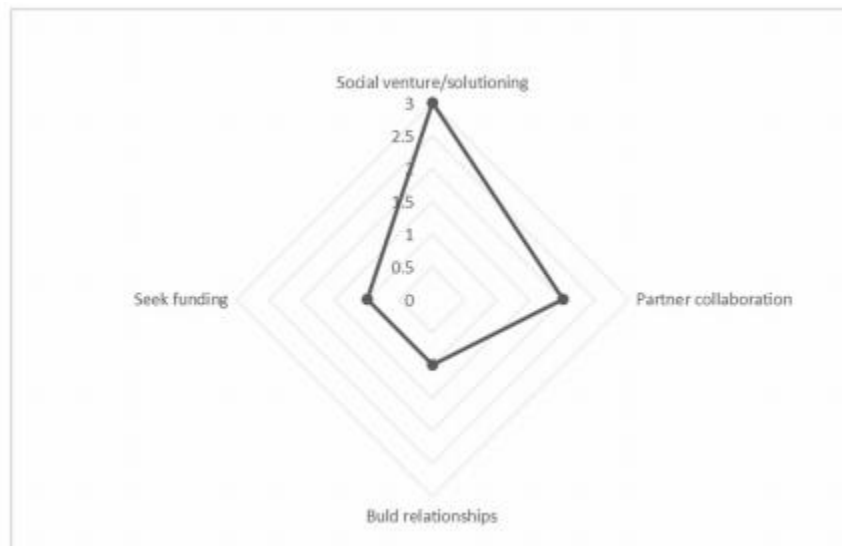 Social venture/solutioning
3
2.5
2
1.5
1
0.5
0
Seek funding
Partner collaboration
Buld relationships